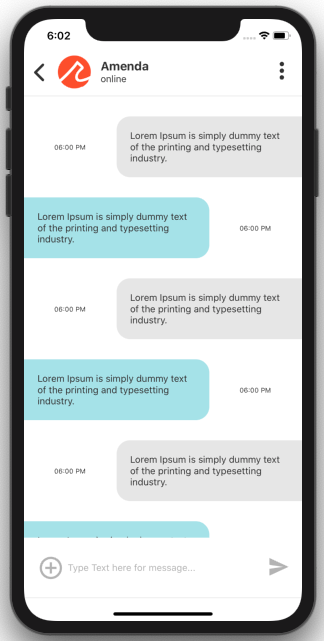 6:02
Amenda
online
Lorem Ipsum is simply dummy text
06:00 PM
of the printing and typesetting
industry.
Lorem Ipsum is simply dummy text
of the printing and typesetting
06:00 PM
industry.
Lorem Ipsum is simply dummy text
06:00 PM
of the printing and typesetting
industry.
Lorem Ipsum is simply dummy text
of the printing and typesetting
06:00 PM
industry.
Lorem Ipsum is simply dummy text
06:00 PM
of the printing and typesetting
industry.
Type Text here for message...